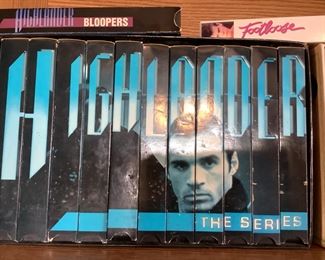 HIGHLANDER
BLOOPERS
Footloose
HIGHLANDER
THE SERIES